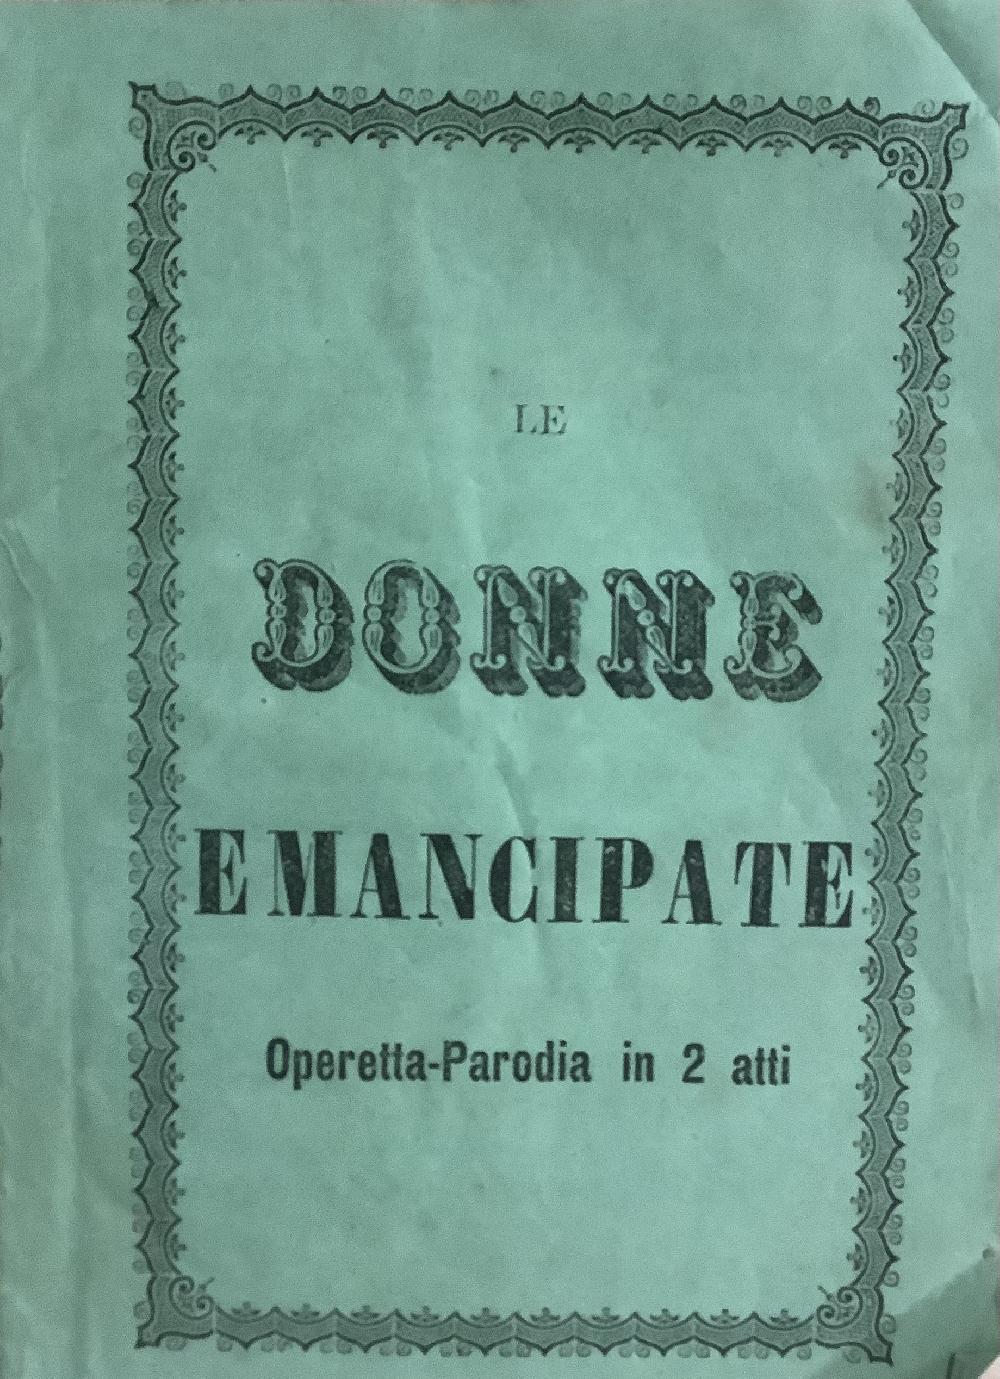 LE
DONNE
EMANCIPATE
Operetta-Parodia in 2 atti